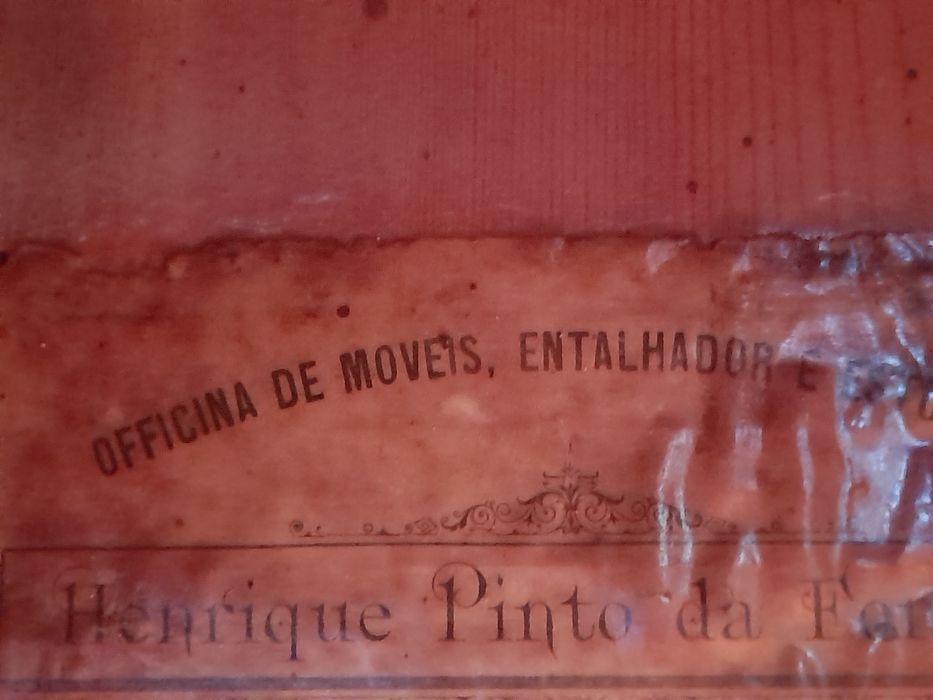 OFFICINA DE MOVEIS, ENTALHADOR E
Henrique Pinto da